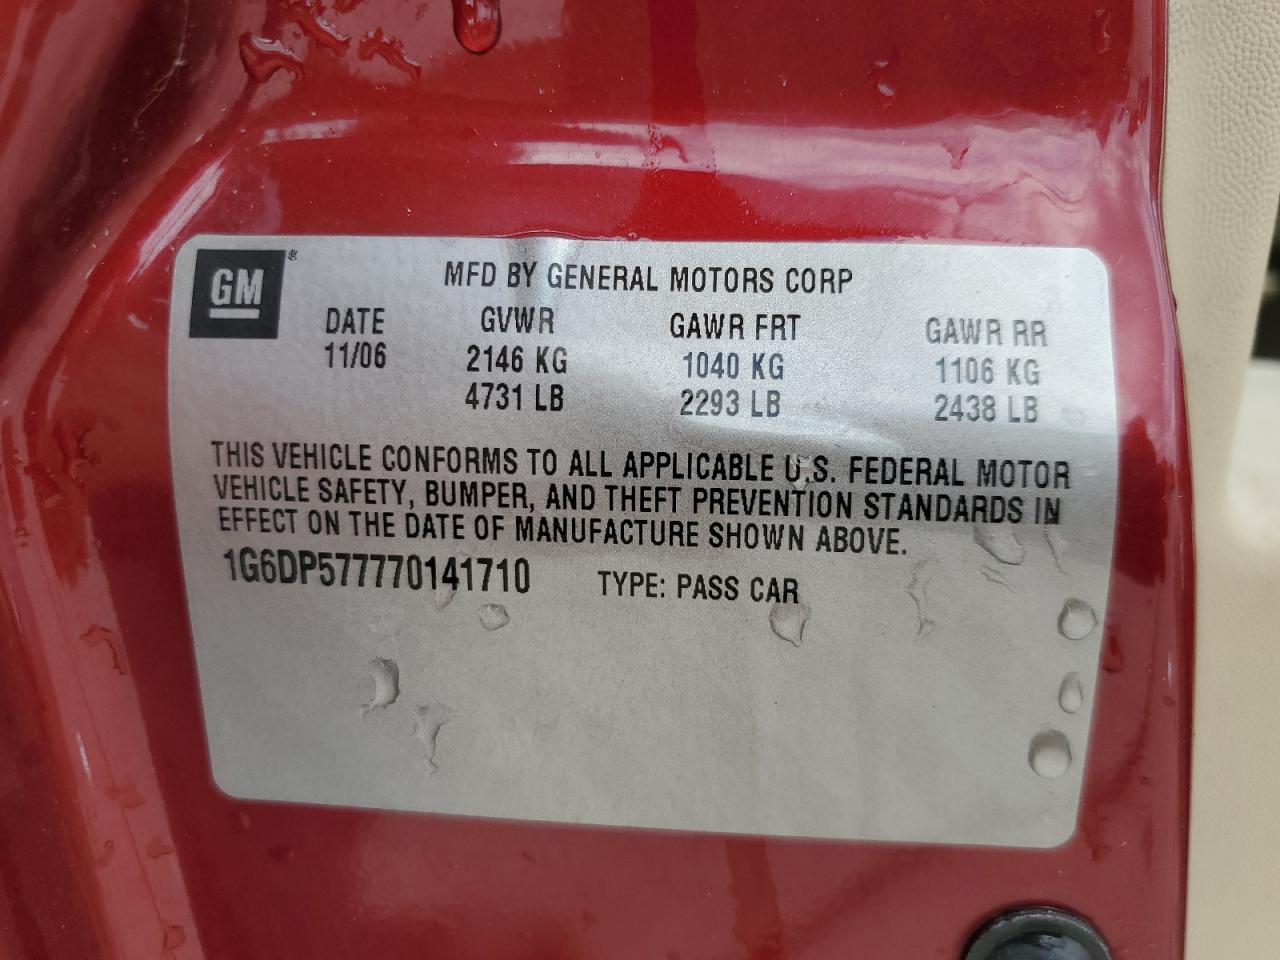 GM®
MFD BY GENERAL MOTORS CORP
DATE GVWR GAWR FRT GAWR RR
11/06 2146 KG 1040 KG 1106 KG
4731 LB 2293 LB 2438 LB
THIS VEHICLE CONFORMS TO ALL APPLICABLE U.S. FEDERAL MOTOR
VEHICLE SAFETY, BUMPER, AND THEFT PREVENTION STANDARDS IN
EFFECT ON THE DATE OF MANUFACTURE SHOWN ABOVE.
1G6DP577770141710 TYPE: PASS CAR